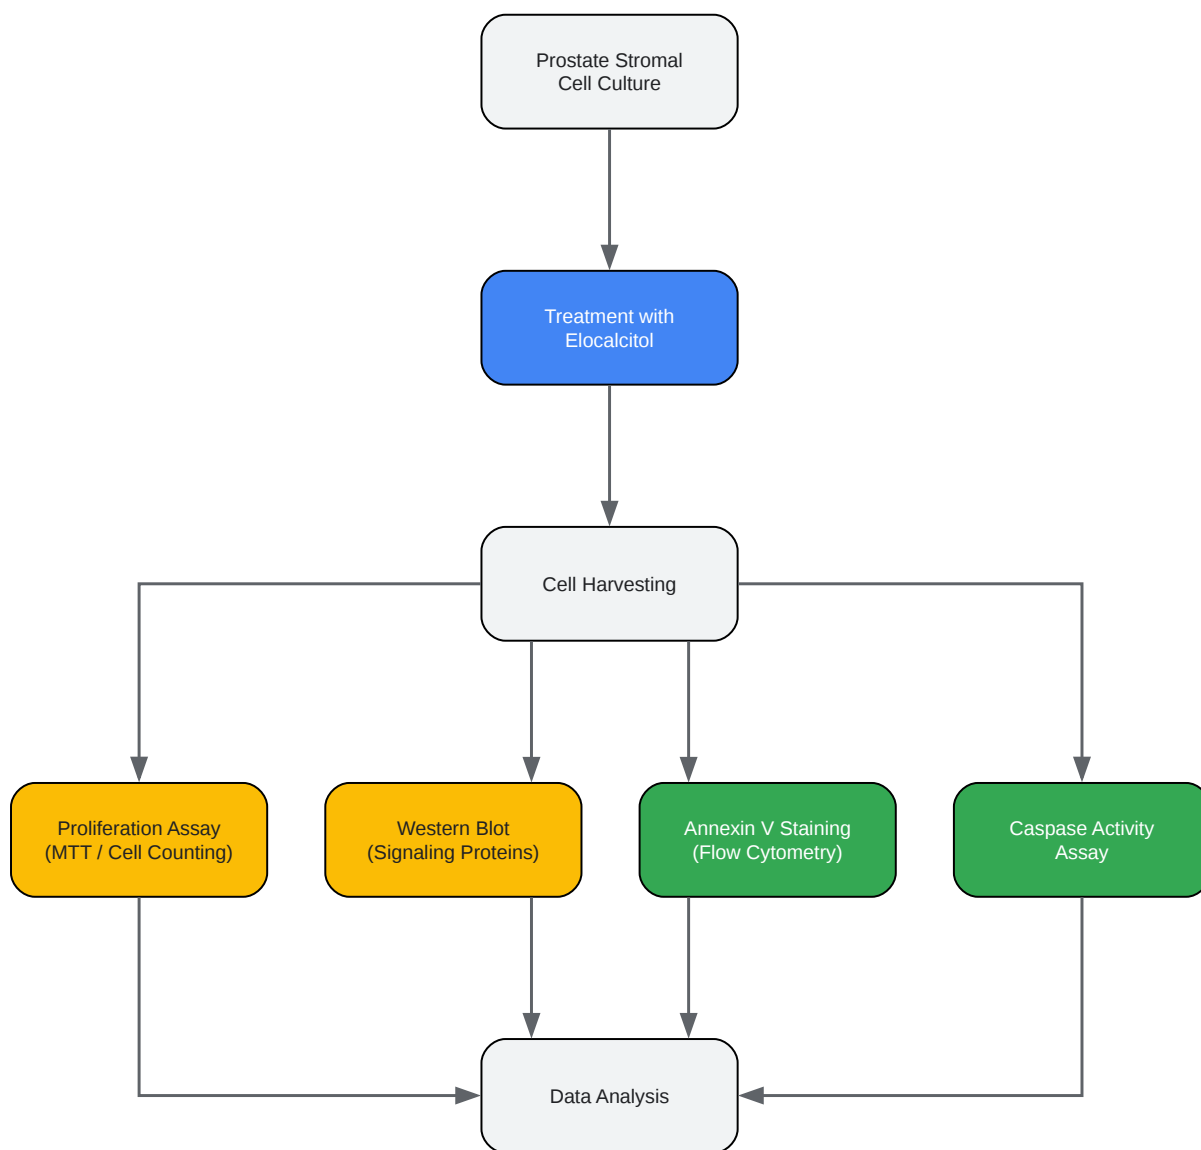 Prostate Stromal
Cell Culture
Treatment with
Elocalcitol
Cell Harvesting
Proliferation Assay
(MTT / Cell Counting)
Western Blot
(Signaling Proteins)
Annexin V Staining
(Flow Cytometry)
Caspase Activity
Assay
Data Analysis